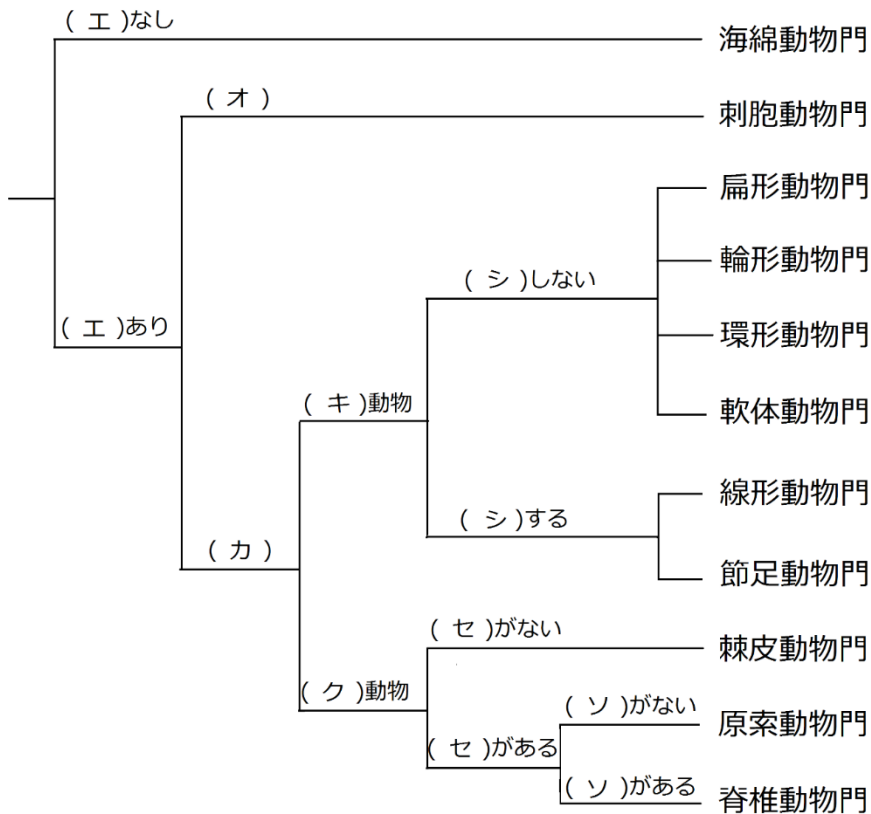 ( エ )なし
海綿動物門
( オ )
刺胞動物門
扁形動物門
輪形動物門
( シ )しない
( エ )あり
環形動物門
( キ )動物
軟体動物門
線形動物門
( シ )する
( カ )
節足動物門
( セ )がない
棘皮動物門
( ク )動物
( ソ )がない
原索動物門
( セ )がある
( ソ )がある
脊椎動物門